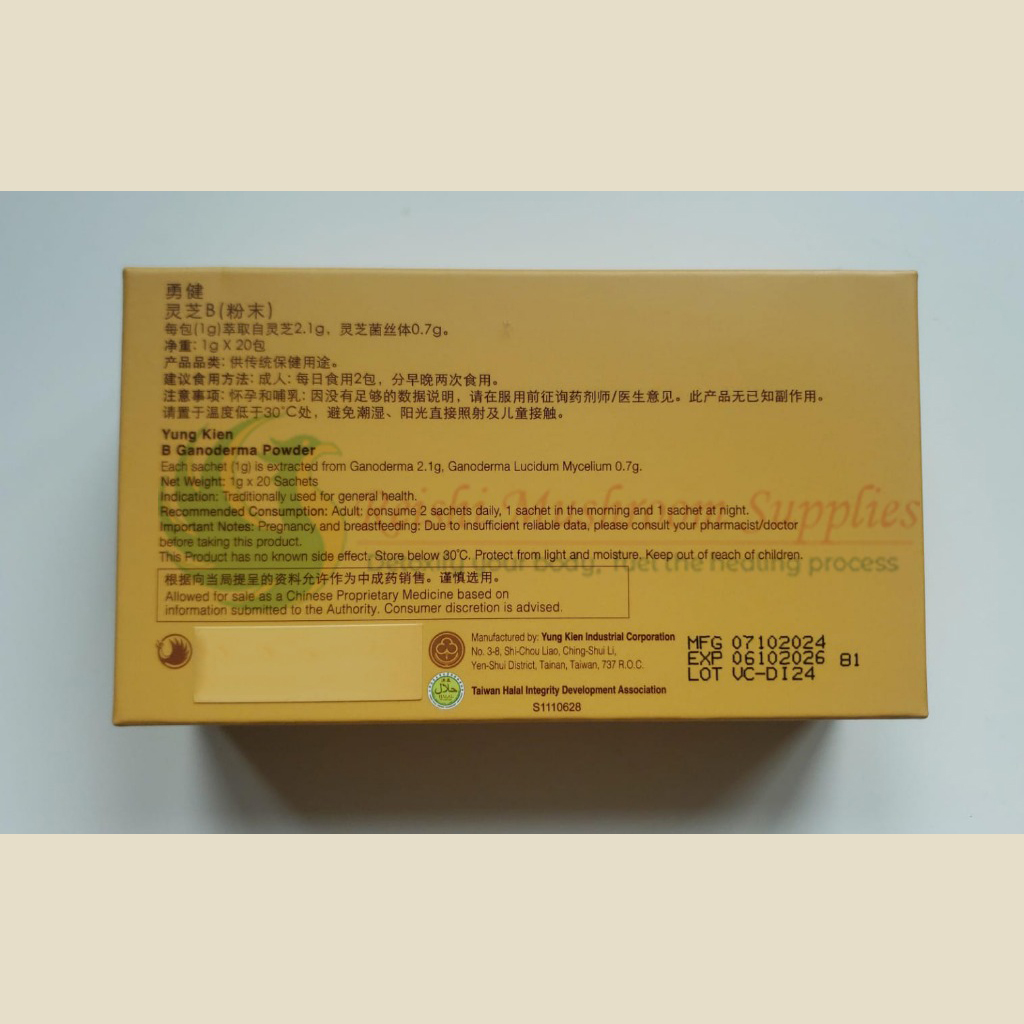 勇健
灵芝B(粉末)
每包(1g)萃取自灵芝2.1g，灵芝菌丝体0.7g。
净重: 1g X 20包
产品品类: 供传统保健用途。
建议食用方法: 成人: 每日食用2包，分早晚两次食用。
注意事项: 怀孕和哺乳: 因没有足够的数据说明，请在服用前征询药剂师/医生意见。此产品无已知副作用。
请置于温度低于30°C处，避免潮湿、阳光直接照射及儿童接触。
Yung Kien
B Ganoderma Powder
Each sachet (1g) is extracted from Ganoderma 2.1g, Ganoderma Lucidum Mycelium 0.7g.
Net Weight: 1g x 20 Sachets
Indication: Traditionally used for general health.
Recommended Consumption: Adult: consume 2 sachets daily, 1 sachet in the morning and 1 sachet at night.
Important Notes: Pregnancy and breastfeeding: Due to insufficient reliable data, please consult your pharmacist/doctor
before taking this product.
This Product has no known side effect. Store below 30°C. Protect from light and moisture. Keep out of reach of children.
Mushroom Supplies
your body, fuel the healing process
根据向当局提呈的资料允许作为中成药销售。谨慎选用。
Allowed for sale as a Chinese Proprietary Medicine based on
information submitted to the Authority. Consumer discretion is advised.
Manufactured by: Yung Kien Industrial Corporation
No. 3-8, Shi-Chou Liao, Ching-Shui Li,
Yen-Shui District, Tainan, Taiwan, 737 R.O.C.
حلال
Taiwan Halal Integrity Development Association
S1110628
MFG 07102024
EXP 06102026 B1
LOT VC-DI24